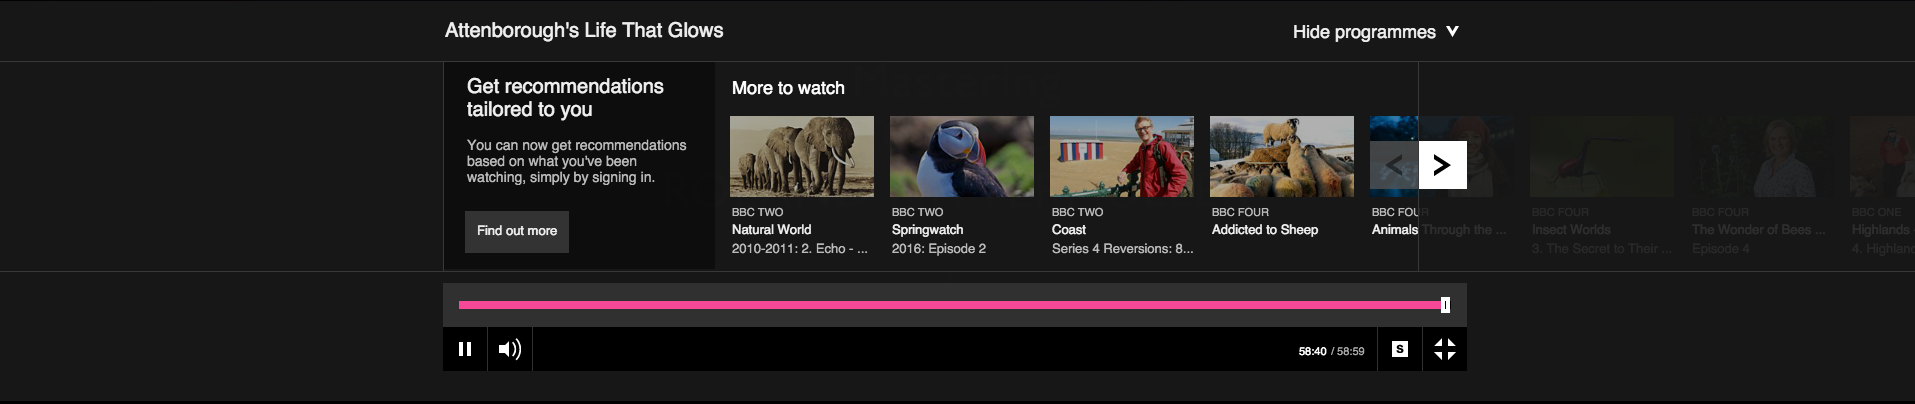 Attenborough's Life That Glows
Hide programmes
Get recommendations
tailored to you
You can now get recommendations
based on what you've been
watching, simply by signing in.
Find out more
More to watch
BBC TWO
Natural World
2010-2011: 2. Echo - ...
BBC TWO
Springwatch
2016: Episode 2
BBC TWO
Coast
Series 4 Reversions: 8...
BBC FOUR
Addicted to Sheep
BBC FOUR
Animals Through the ...
BBC FOUR
Insect Worlds
3. The Secret to Their ...
BBC FOUR
The Wonder of Bees ...
Episode 4
BBC ONE
Highlands
4. Highland
58:40 / 58:59
S